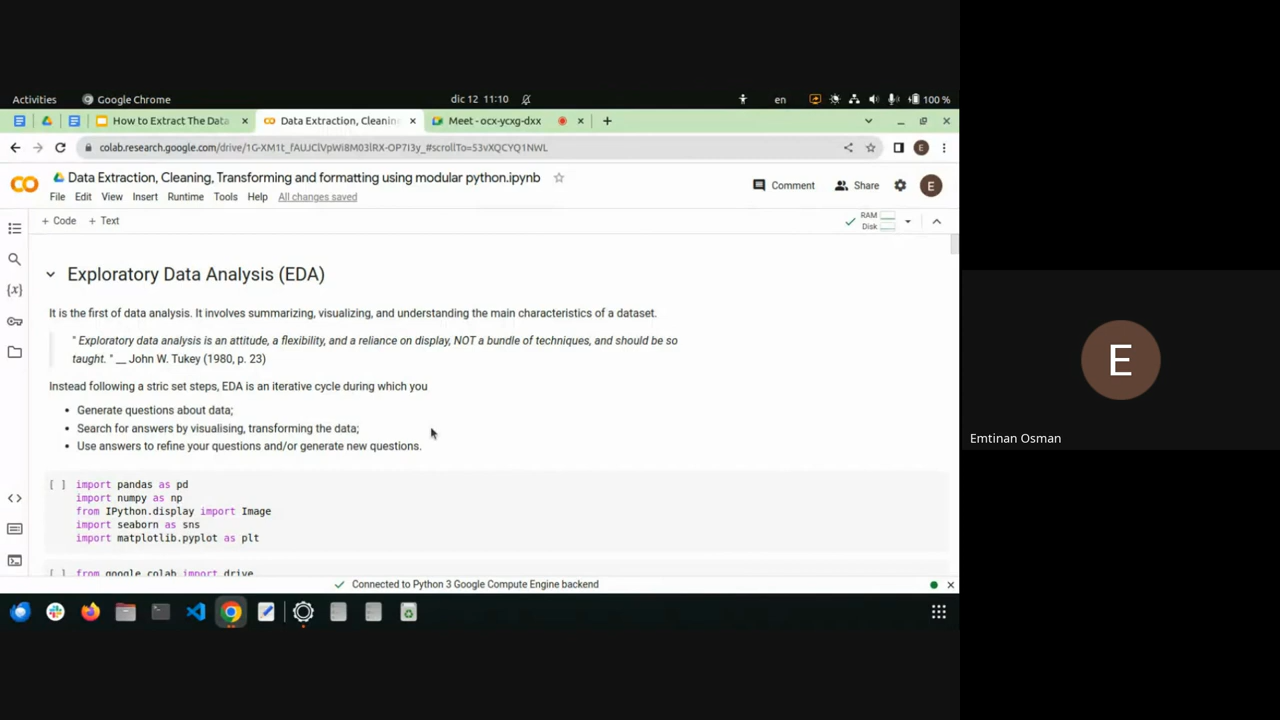 Activities Google Chrome dic 12 11:10 en 100 %
How to Extract The Data Data Extraction, Cleanin Meet - ocx-ycxg-dxx
colab.research.google.com/drive/1G-XM1t_fAUJClVpWi8M03lRX-OP7I3y_#scrollTo=53vXQCYQ1NWL E
CO Data Extraction, Cleaning, Transforming and formatting using modular python.ipynb
File Edit View Insert Runtime Tools Help All changes saved
Comment Share E
+ Code + Text
RAM
Disk
Exploratory Data Analysis (EDA)
It is the first of data analysis. It involves summarizing, visualizing, and understanding the main characteristics of a dataset.
" Exploratory data analysis is an attitude, a flexibility, and a reliance on display, NOT a bundle of techniques, and should be so
taught. " __ John W. Tukey (1980, p. 23)
Instead following a stric set steps, EDA is an iterative cycle during which you
• Generate questions about data;
• Search for answers by visualising, transforming the data;
• Use answers to refine your questions and/or generate new questions.
[ ] import pandas as pd
import numpy as np
from IPython.display import Image
import seaborn as sns
import matplotlib.pyplot as plt
[ ] from google.colab import drive
Connected to Python 3 Google Compute Engine backend
E
Emtinan Osman